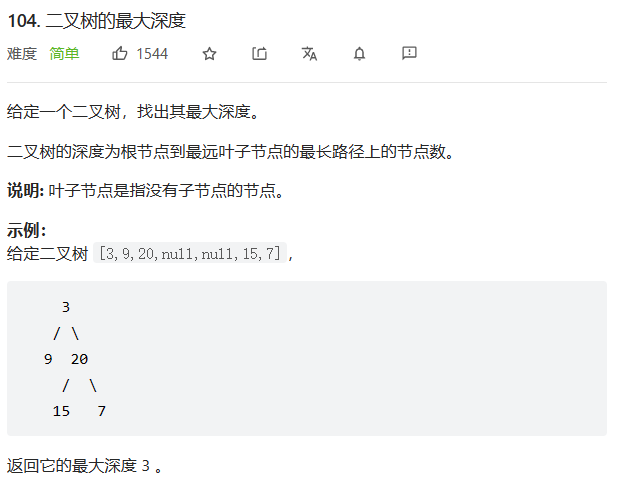 104. 二叉树的最大深度
难度 简单 1544
给定一个二叉树，找出其最大深度。
二叉树的深度为根节点到最远叶子节点的最长路径上的节点数。
说明: 叶子节点是指没有子节点的节点。
示例：
给定二叉树 [3,9,20,null,null,15,7]，
3
/ \
9 20
/ \
15 7
返回它的最大深度 3 。